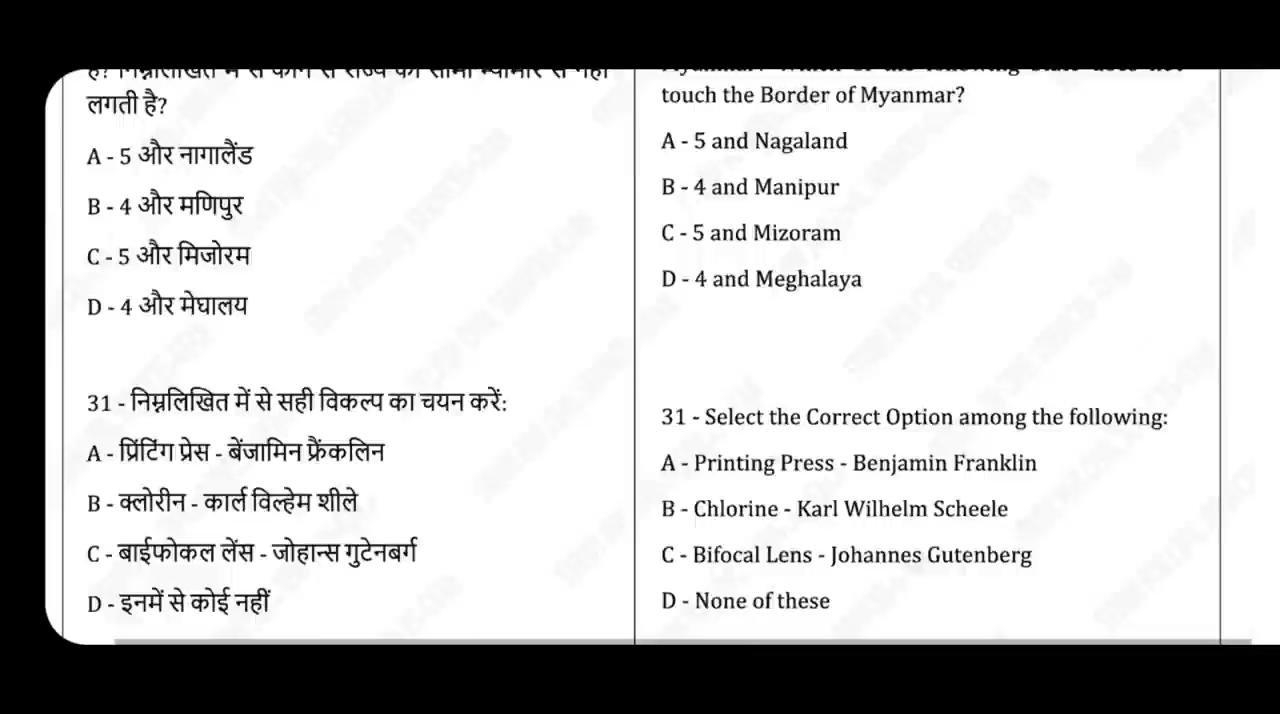 लगती है?
A - 5 और नागालैंड
B - 4 और मणिपुर
C - 5 और मिजोरम
D - 4 और मेघालय
31 - निम्नलिखित में से सही विकल्प का चयन करें:
A - प्रिंटिंग प्रेस - बेंजामिन फ्रैंकलिन
B - क्लोरीन - कार्ल विल्हेम शीले
C - बाईफोकल लेंस - जोहान्स गुटेनबर्ग
D - इनमें से कोई नहीं
touch the Border of Myanmar?
A - 5 and Nagaland
B - 4 and Manipur
C - 5 and Mizoram
D - 4 and Meghalaya
31 - Select the Correct Option among the following:
A - Printing Press - Benjamin Franklin
B - Chlorine - Karl Wilhelm Scheele
C - Bifocal Lens - Johannes Gutenberg
D - None of these